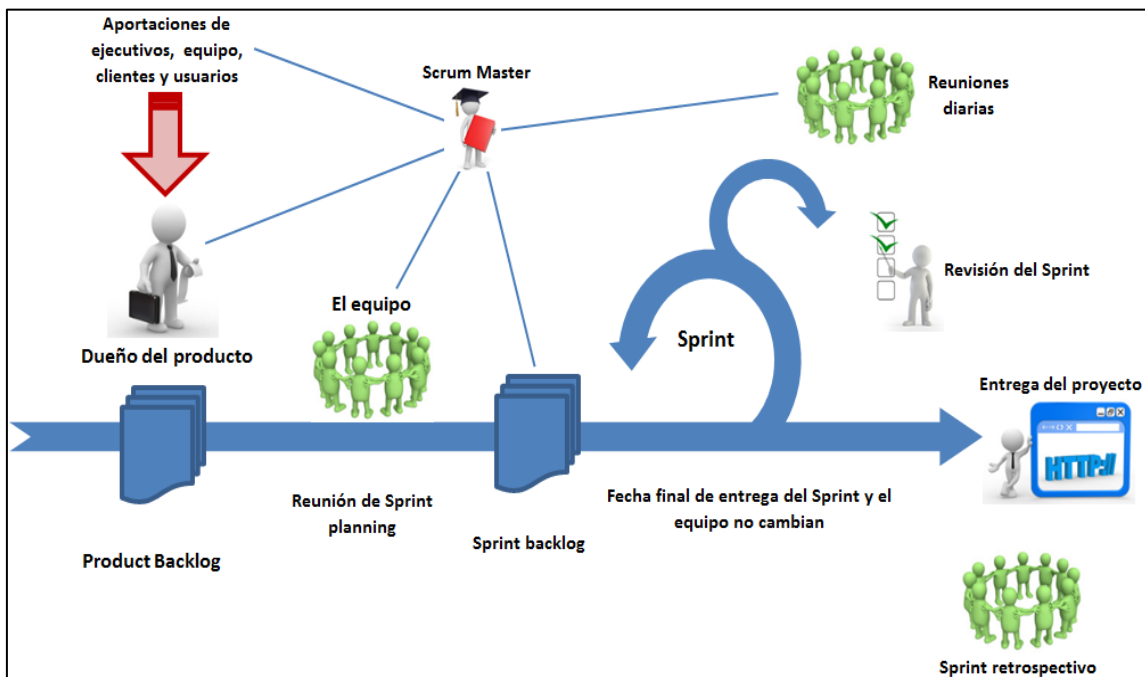 Aportaciones de
ejecutivos, equipo,
clientes y usuarios
Scrum Master
Reuniones
diarias
Revisión del Sprint
El equipo
Dueño del producto
Sprint
Entrega del proyecto
HTTP://
Reunión de Sprint
planning
Fecha final de entrega del Sprint y el
equipo no cambian
Sprint backlog
Product Backlog
Sprint retrospectivo